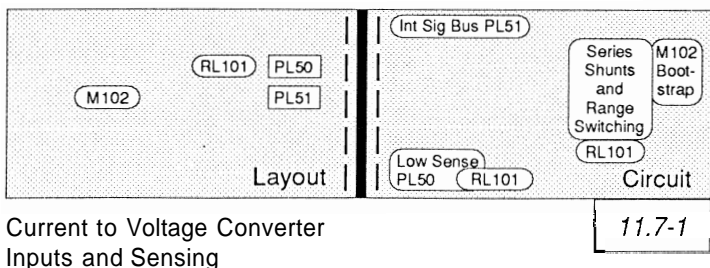 RL101
PL50
M102
PL51
Layout
Int Sig Bus PL51
Series
Shunts
and
Range
Switching
M102
Boot-
strap
RL101
Low Sense
PL50
RL101
Circuit
Current to Voltage Converter
Inputs and Sensing
11.7-1